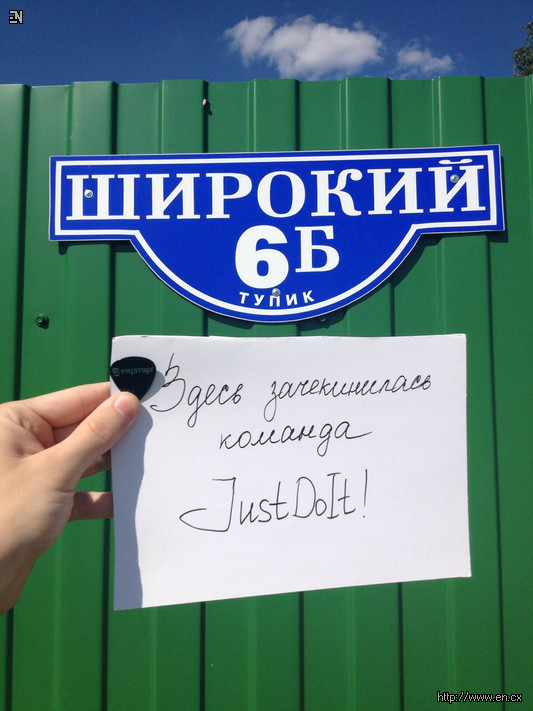 EN
ШИРОКИЙ
6Б
ТУПИК
Здесь зачекинилась
команда
JustDoIt!
http://www.en.cx